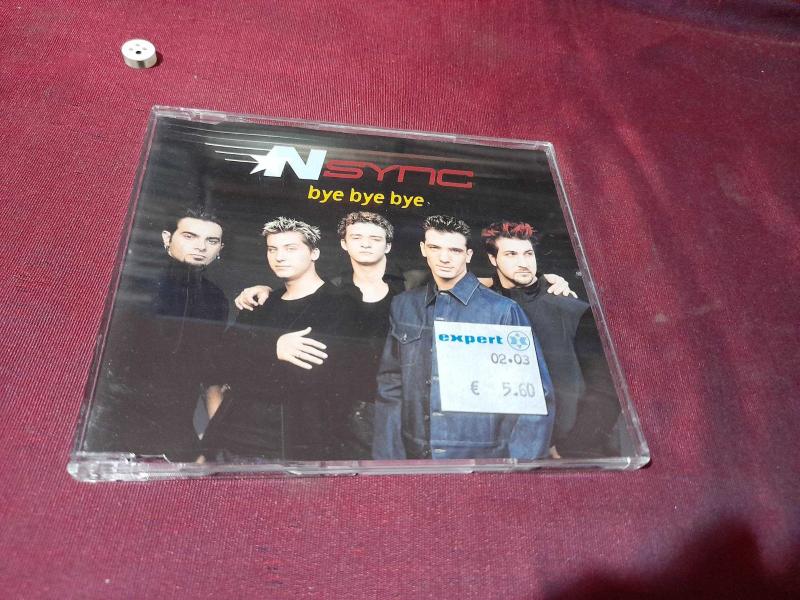 NSYNC
bye bye bye
expert
02•03
€ 5.60